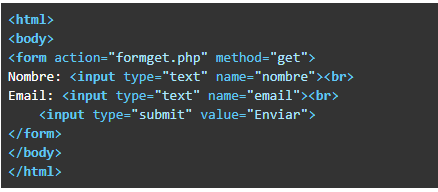 <html>
<body>
<form action="formget.php" method="get">
Nombre: <input type="text" name="nombre"><br>
Email: <input type="text" name="email"><br>
    <input type="submit" value="Enviar">
</form>
</body>
</html>